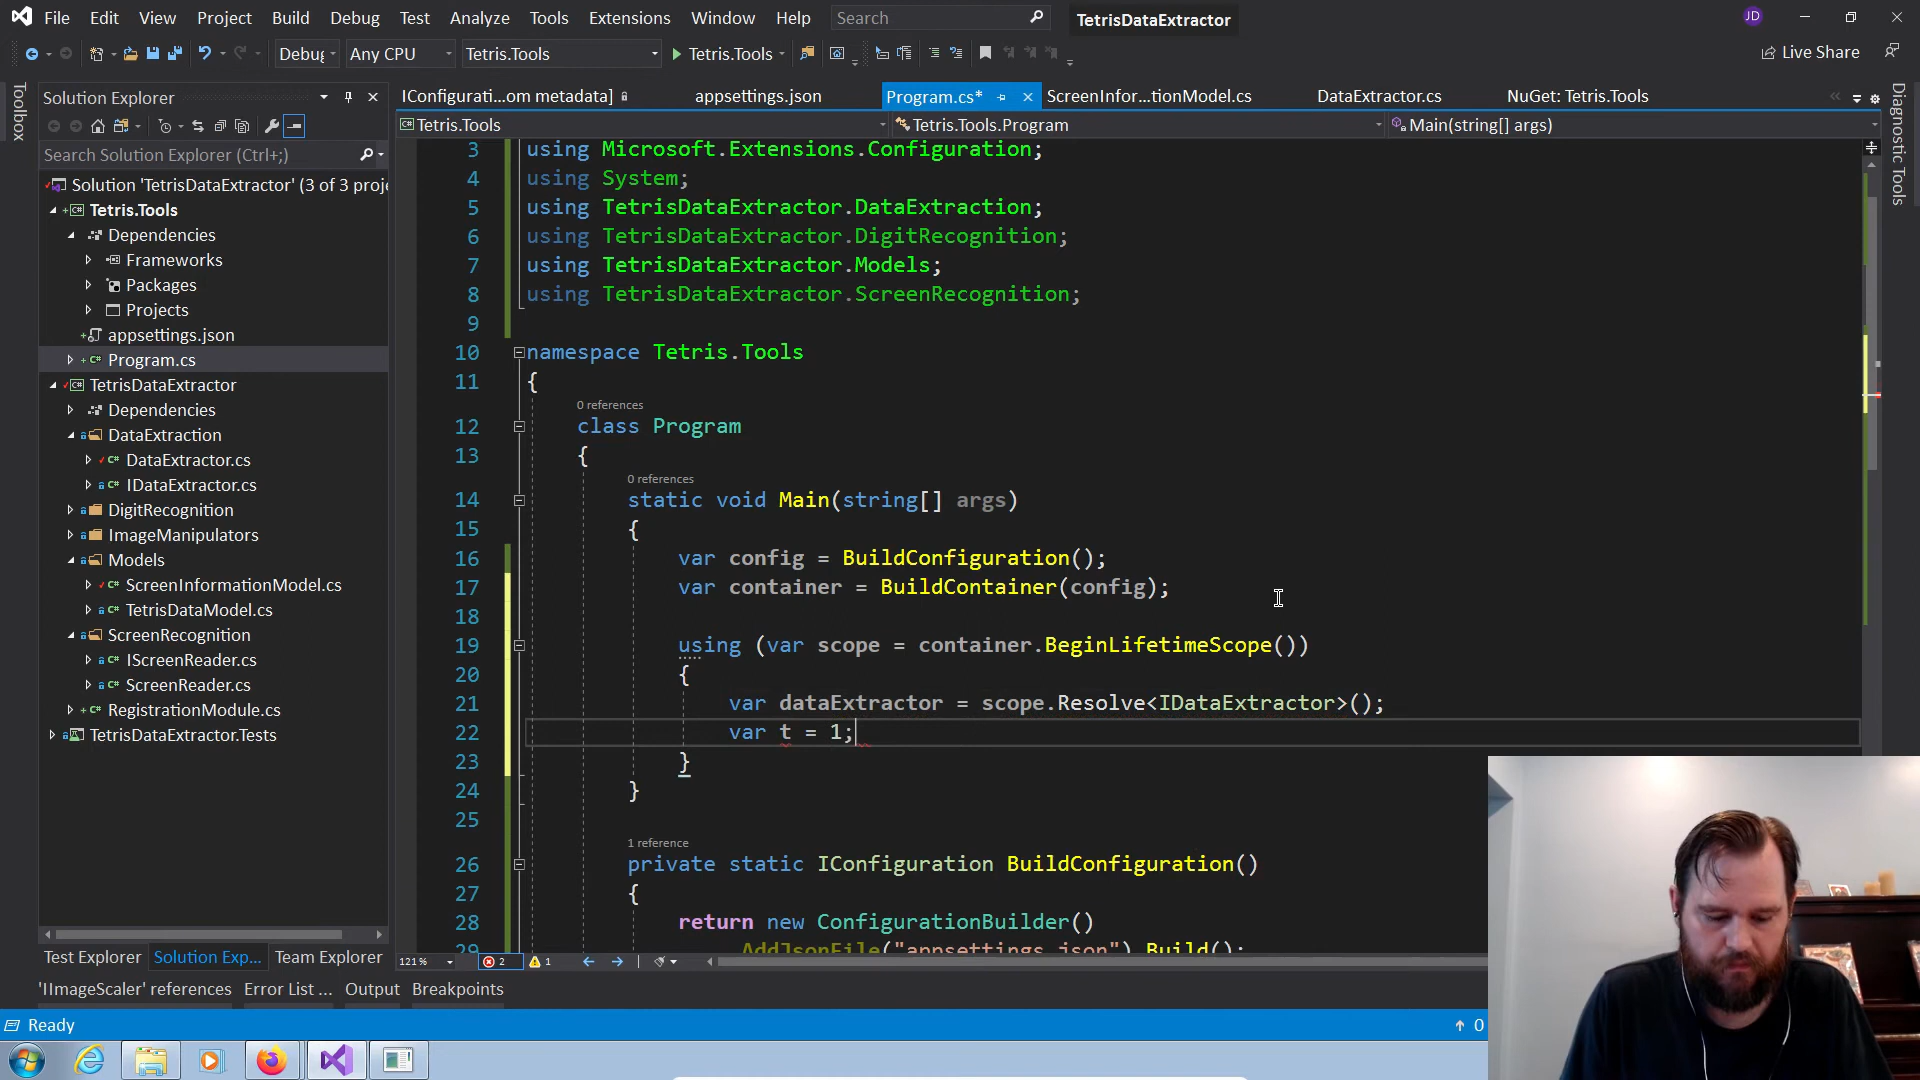 File Edit View Project Build Debug Test Analyze Tools Extensions Window Help Search TetrisDataExtractor JD
Debug Any CPU Tetris.Tools Tetris.Tools Live Share
Toolbox
Solution Explorer
Search Solution Explorer (Ctrl+;)
Solution 'TetrisDataExtractor' (3 of 3 proje
Tetris.Tools
Dependencies
Frameworks
Packages
Projects
appsettings.json
Program.cs
TetrisDataExtractor
Dependencies
DataExtraction
DataExtractor.cs
IDataExtractor.cs
DigitRecognition
ImageManipulators
Models
ScreenInformationModel.cs
TetrisDataModel.cs
ScreenRecognition
IScreenReader.cs
ScreenReader.cs
RegistrationModule.cs
TetrisDataExtractor.Tests
Test Explorer Solution Exp... Team Explorer
IConfigurati...om metadata] appsettings.json Program.cs* ScreenInfor...tionModel.cs DataExtractor.cs NuGet: Tetris.Tools
Tetris.Tools Tetris.Tools.Program Main(string[] args)
3 using Microsoft.Extensions.Configuration;
4 using System;
5 using TetrisDataExtractor.DataExtraction;
6 using TetrisDataExtractor.DigitRecognition;
7 using TetrisDataExtractor.Models;
8 using TetrisDataExtractor.ScreenRecognition;
9
10 namespace Tetris.Tools
11 {
0 references
12 class Program
13 {
0 references
14 static void Main(string[] args)
15 {
16 var config = BuildConfiguration();
17 var container = BuildContainer(config);
18
19 using (var scope = container.BeginLifetimeScope())
20 {
21 var dataExtractor = scope.Resolve<IDataExtractor>();
22 var t = 1;
23 }
24 }
25
1 reference
26 private static IConfiguration BuildConfiguration()
27 {
28 return new ConfigurationBuilder()
29 .AddJsonFile("appsettings.json").Build();
121% 2 1
Diagnostic Tools
'IImageScaler' references Error List ... Output Breakpoints
Ready 0